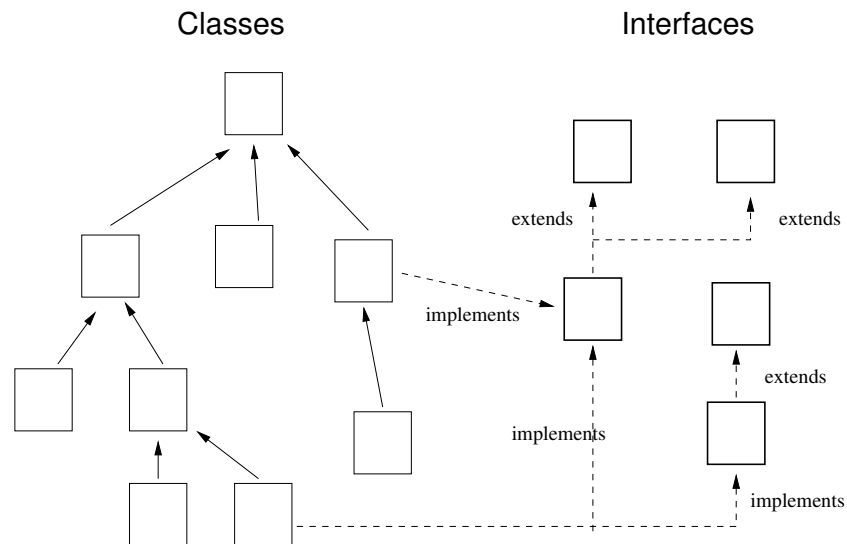 Classes
Interfaces
extends
extends
implements
extends
implements
implements